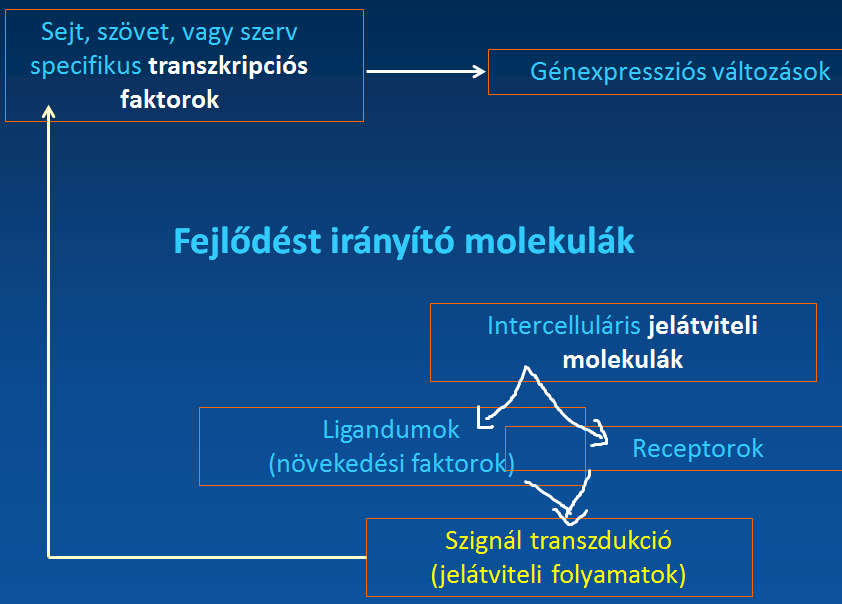 Sejt, szövet, vagy szerv
specifikus transzkripciós
faktorok
Génexpressziós változások
Fejlődést irányító molekulák
Intercelluláris jelátviteli
molekulák
Ligandumok
(növekedési faktorok)
Receptorok
Szignál transzdukció
(jelátviteli folyamatok)